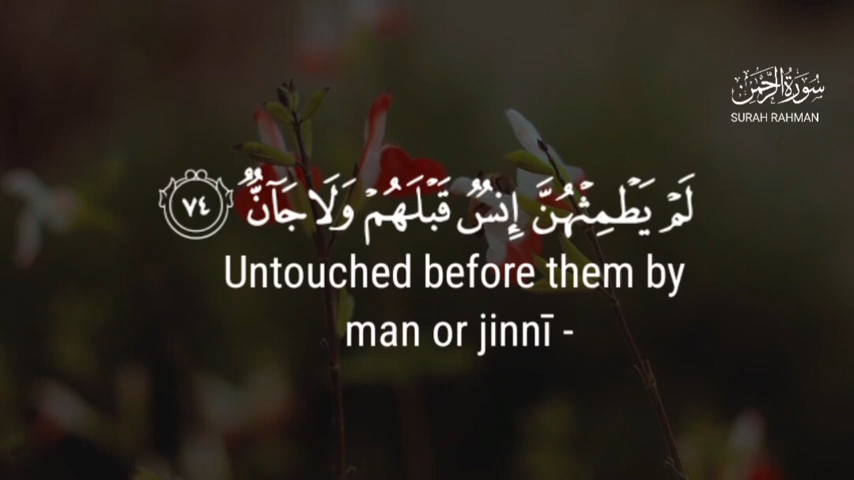 سُورَةُ الرَّحْمَٰن
SURAH RAHMAN
لَمْ يَطْمِثْهُنَّ إِنسٌ قَبْلَهُمْ وَلَا جَآنٌّ ٧٤
Untouched before them by
man or jinnī -